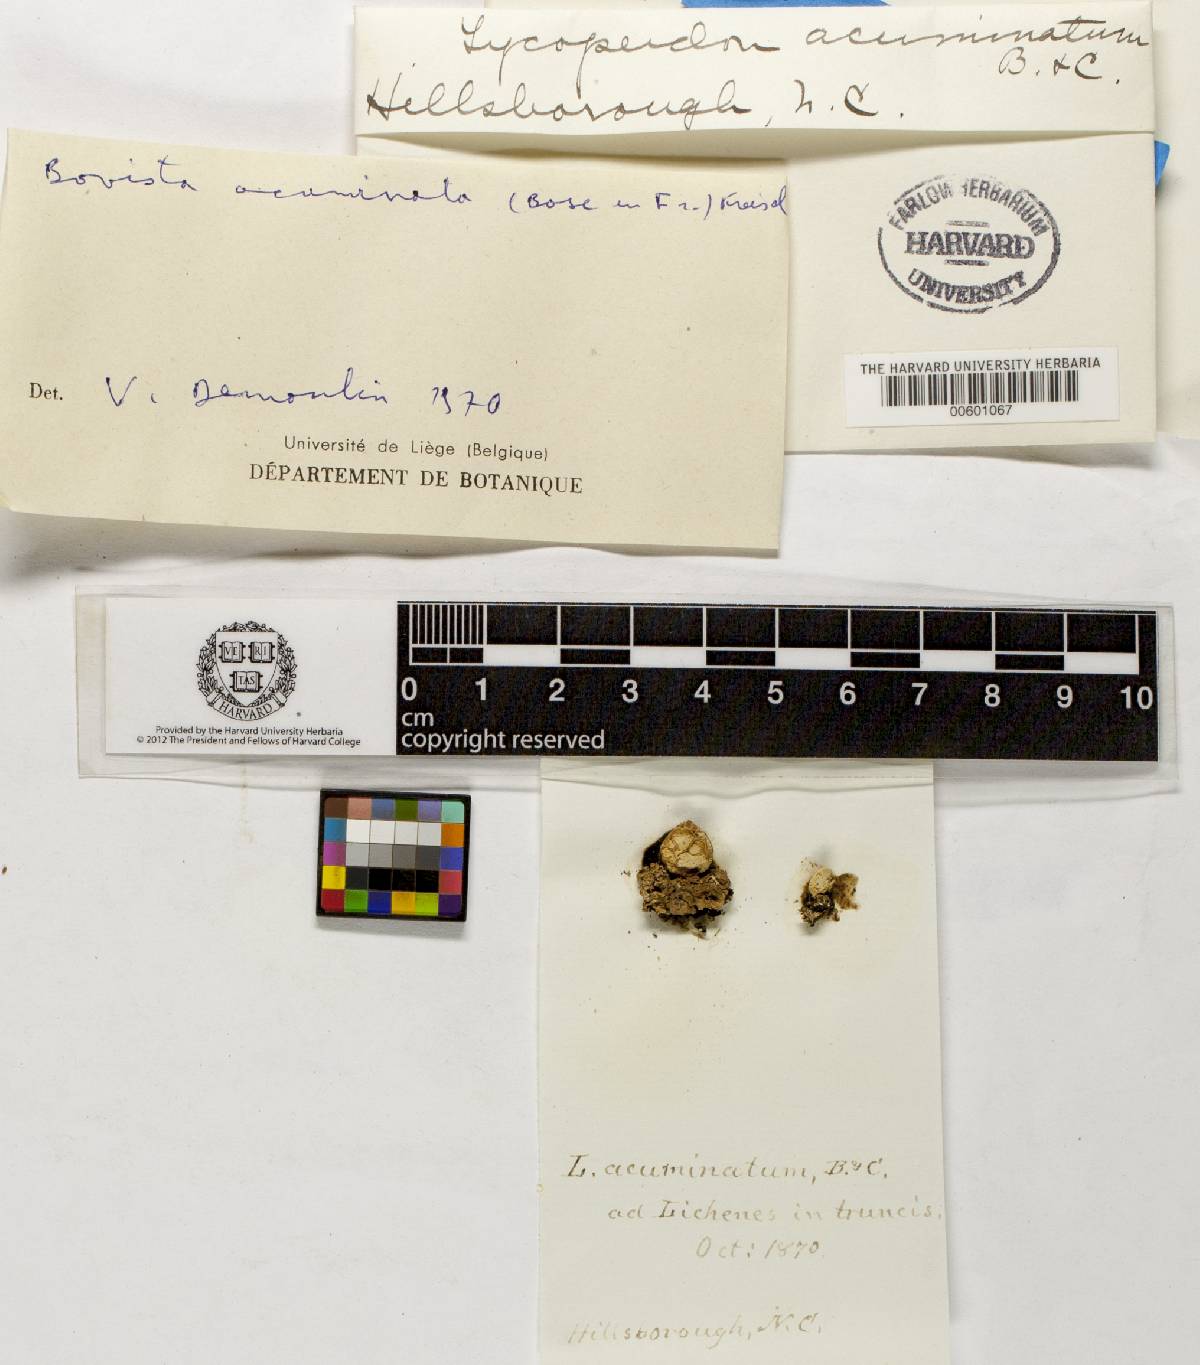 Lycoperdon acuminatum
B. & C.
Hillsborough, N. C.
Bovista acuminata (Bosc in Fr.) Kreisel
Det. V. Demoulin 1970
Université de Liège (Belgique)
DÉPARTEMENT DE BOTANIQUE
FARLOW HERBARIUM
HARVARD
UNIVERSITY
THE HARVARD UNIVERSITY HERBARIA
00601067
VE RI
TAS
HARVARD
Provided by the Harvard University Herbaria
© 2012 The President and Fellows of Harvard College
0 1 2 3 4 5 6 7 8 9 10
cm
copyright reserved
L. acuminatum, B. & C.
ad Lichenes in truncis.
Oct: 1870.
Hillsborough, N.C.